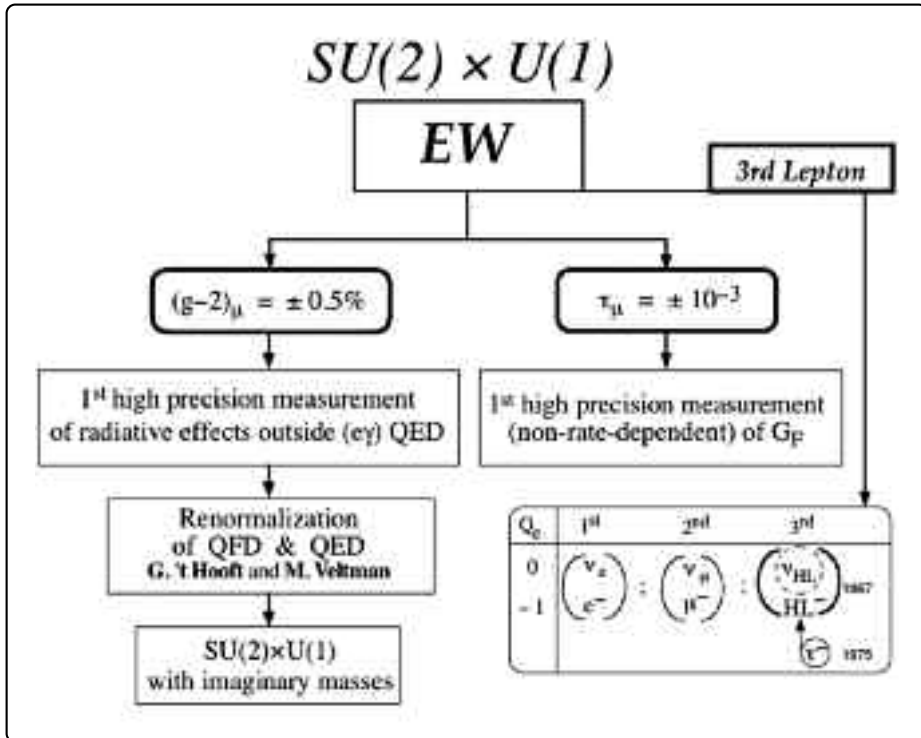 SU(2) × U(1)
EW
3rd Lepton
(g–2)μ = ± 0.5%
τμ = ± 10⁻³
1st high precision measurement
of radiative effects outside (eγ) QED
1st high precision measurement
(non-rate-dependent) of GF
Renormalization
of QFD & QED
G. 't Hooft and M. Veltman
SU(2)×U(1)
with imaginary masses
Qe 1st 2nd 3rd
0 νe : νμ : νHL
-1 e⁻ μ⁻ HL⁻
τ⁻ 1975